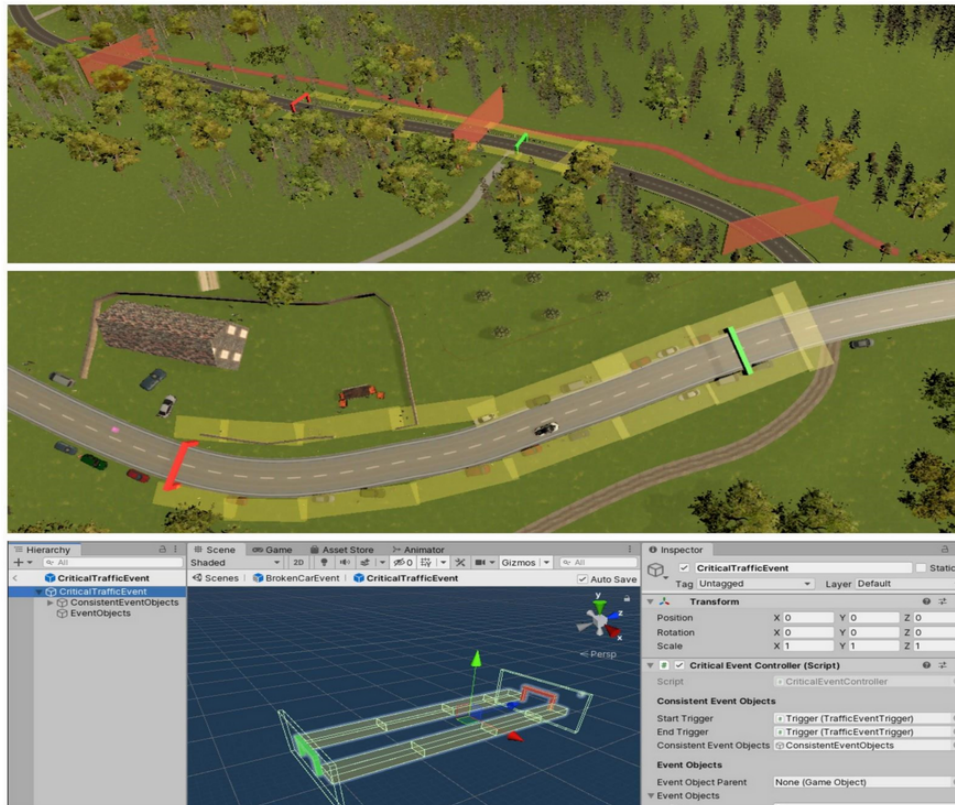 Hierarchy
All
CriticalTrafficEvent
CriticalTrafficEvent
ConsistentEventObjects
EventObjects
Scene Game Asset Store Animator
Shaded 2D 0 Gizmos All
Scenes BrokenCarEvent CriticalTrafficEvent Auto Save
y
z
x
Persp
Inspector
CriticalTrafficEvent Static
Tag Untagged Layer Default
Transform
Position X 0 Y 0 Z 0
Rotation X 0 Y 0 Z 0
Scale X 1 Y 1 Z 1
Critical Event Controller (Script)
Script CriticalEventController
Consistent Event Objects
Start Trigger Trigger (TrafficEventTrigger)
End Trigger Trigger (TrafficEventTrigger)
Consistent Event Objects ConsistentEventObjects
Event Objects
Event Object Parent None (Game Object)
Event Objects